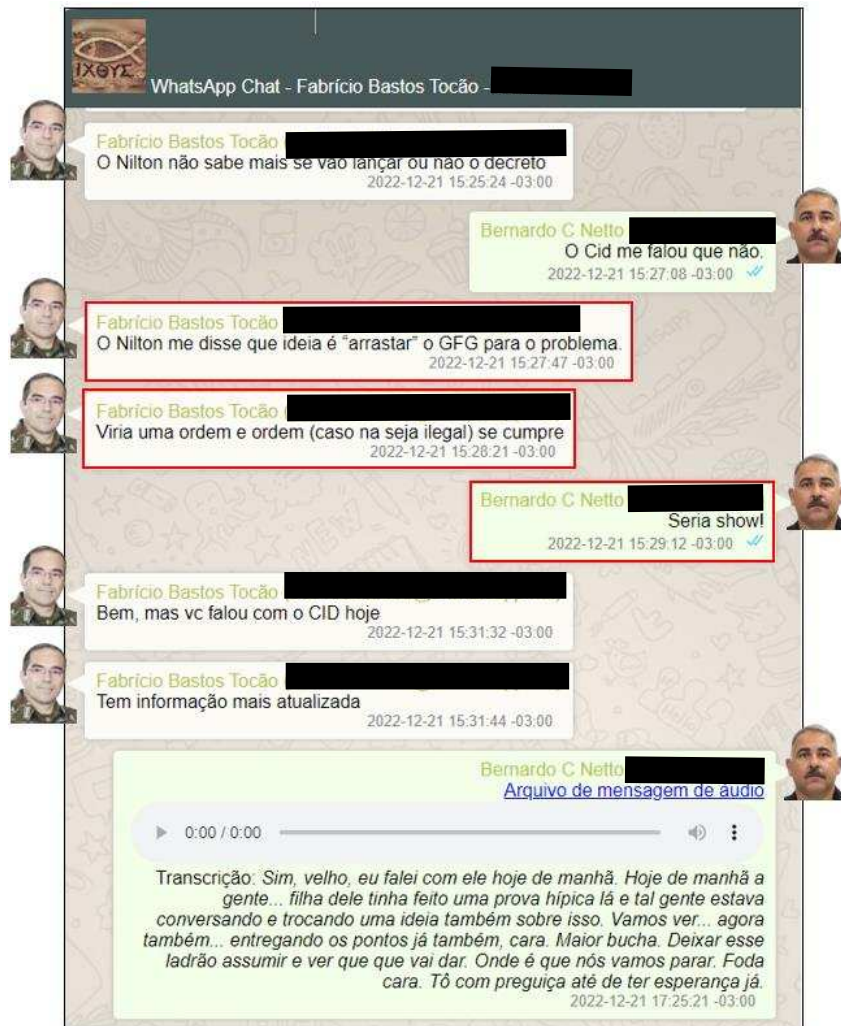 ΙΧΘΥΣ
WhatsApp Chat - Fabrício Bastos Tocão -
Fabrício Bastos Tocão (
O Nilton não sabe mais se vão lançar ou não o decreto
2022-12-21 15:25:24 -03:00
Bernardo C Netto
O Cid me falou que não.
2022-12-21 15:27:08 -03:00
Fabrício Bastos Tocão
O Nilton me disse que ideia é “arrastar” o GFG para o problema.
2022-12-21 15:27:47 -03:00
Fabrício Bastos Tocão (
Viria uma ordem e ordem (caso na seja ilegal) se cumpre
2022-12-21 15:28:21 -03:00
Bernardo C Netto
Seria show!
2022-12-21 15:29:12 -03:00
Fabrício Bastos Tocão (
Bem, mas vc falou com o CID hoje
2022-12-21 15:31:32 -03:00
Fabrício Bastos Tocão (
Tem informação mais atualizada
2022-12-21 15:31:44 -03:00
Bernardo C Netto
Arquivo de mensagem de áudio
0:00 / 0:00
Transcrição: Sim, velho, eu falei com ele hoje de manhã. Hoje de manhã a
gente... filha dele tinha feito uma prova hípica lá e tal gente estava
conversando e trocando uma ideia também sobre isso. Vamos ver... agora
também... entregando os pontos já também, cara. Maior bucha. Deixar esse
ladrão assumir e ver que que vai dar. Onde é que nós vamos parar. Foda
cara. Tô com preguiça até de ter esperança já.
2022-12-21 17:25:21 -03:00